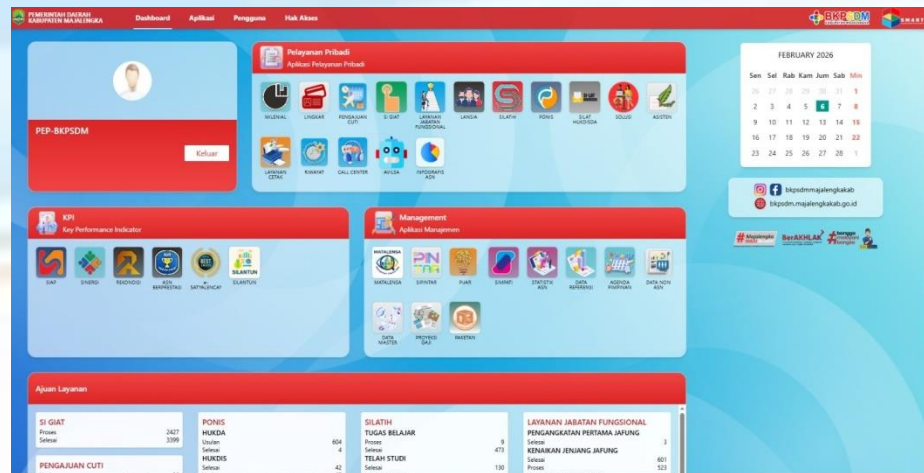 PEMERINTAH DAERAH
KABUPATEN MAJALENGKA
Dashboard Aplikasi Pengguna Hak Akses
BKPSDM
SMART
PEP-BKPSDM
Keluar
Pelayanan Pribadi
Aplikasi Pelayanan Pribadi
MILENIAL LINGKAR PENGAJUAN CUTI SI GIAT LAYANAN JABATAN FUNGSIONAL LANSIA SILATIH PONIS SILAT HUKDISDA SOLUSI ASISTEN
LAYANAN CETAK RIWAYAT CALL CENTER AVILSA INFOGRAFIS ASN
FEBRUARY 2026
Sen Sel Rab Kam Jum Sab Min
26 27 28 29 30 31 1
2 3 4 5 6 7 8
9 10 11 12 13 14 15
16 17 18 19 20 21 22
23 24 25 26 27 28 1
bkpsdmmajalengkakab
bkpsdm.majalengkakab.go.id
#Majalengka
BerAKHLAK
#bangga melayani bangsa
KPI
Key Performance Indicator
SIAP SINERGI REKONDISI ASN BERPRESTASI e-SATYALENCAY SILANTUN
Management
Aplikasi Manajemen
MATALENSA SIPINTAR PUAR SIMPATI STATISTIK ASN DATA REFERENSI AGENDA PIMPINAN DATA NON ASN
DATA MASTER PROYEKSI GAJI PAKETAN
Ajuan Layanan
SI GIAT
Proses 2427
Selesai 3399
PENGAJUAN CUTI
PONIS
HUKDA
Usulan 604
Selesai 4
HUKDIS
Selesai 42
SILATIH
TUGAS BELAJAR
Proses 9
Selesai 473
TELAH STUDI
Selesai 130
LAYANAN JABATAN FUNGSIONAL
PENGANGKATAN PERTAMA JAFUNG
Selesai 3
KENAIKAN JENJANG JAFUNG
Selesai 601
Proses 523